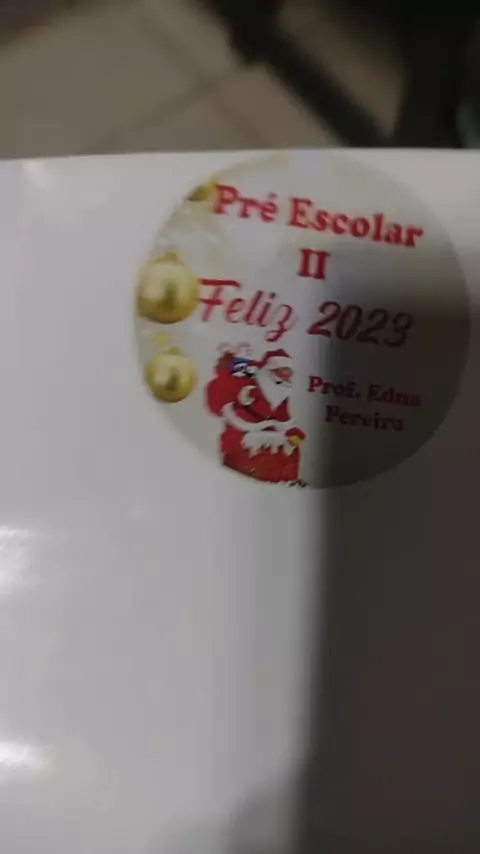 Pré Escolar
II
Feliz 2023
Prof. Edna
Pereira